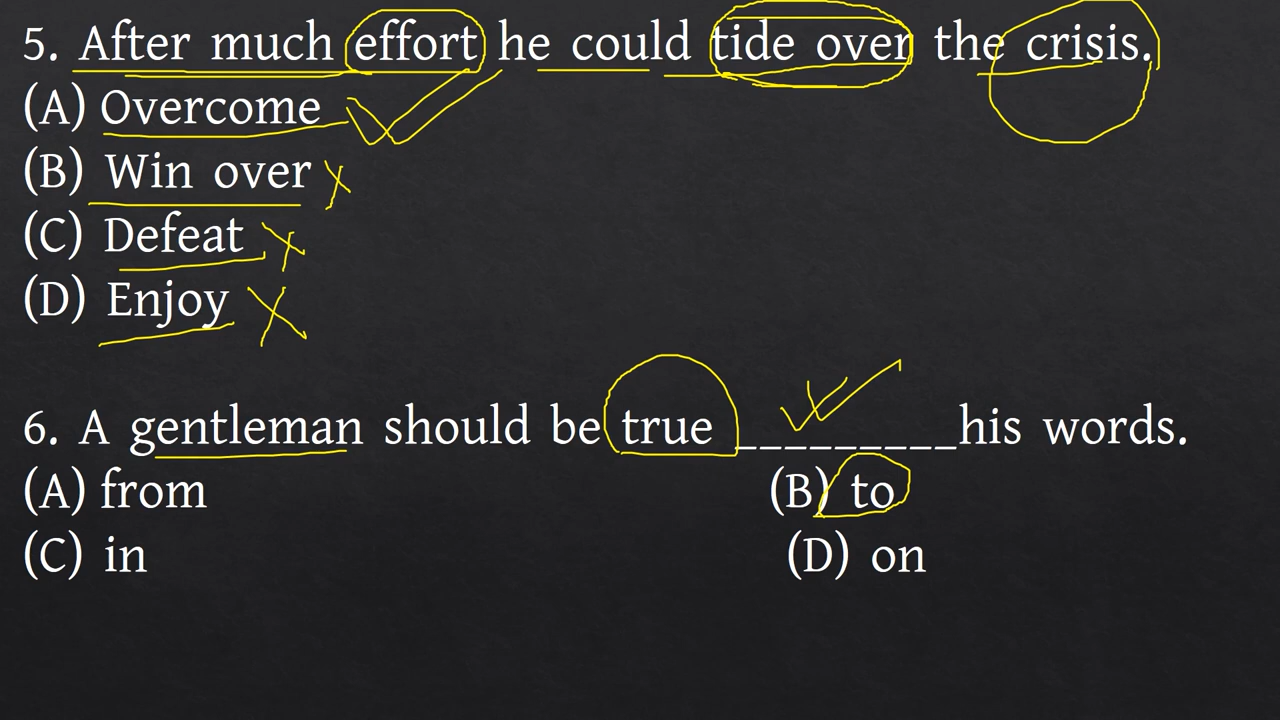 5. After much effort he could tide over the crisis.
(A) Overcome
(B) Win over
(C) Defeat
(D) Enjoy
6. A gentleman should be true __________his words.
(A) from (B) to
(C) in (D) on